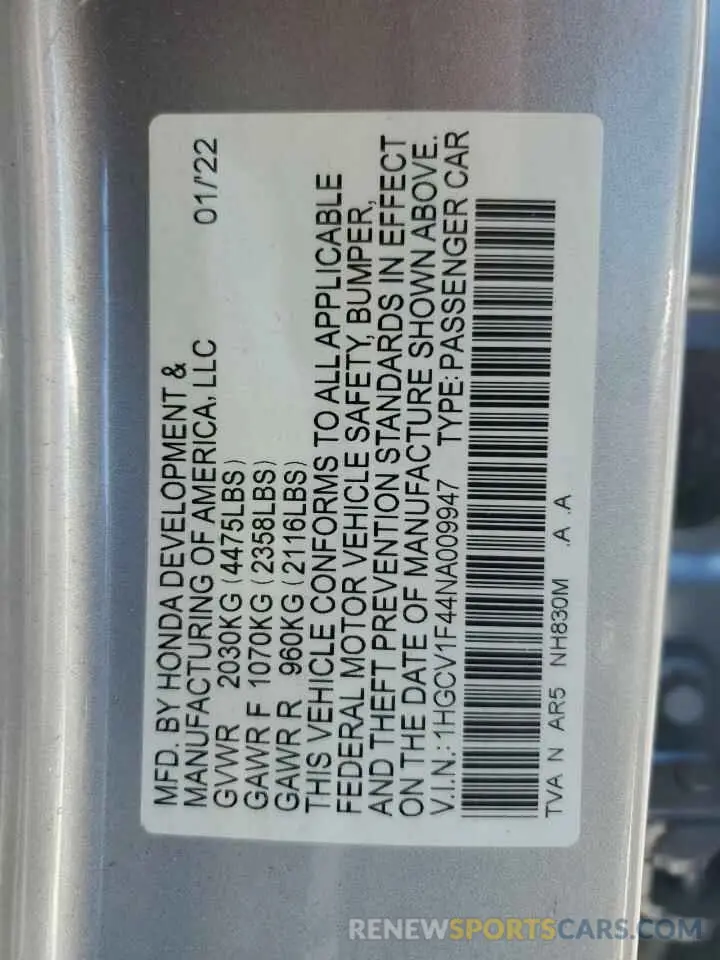 MFD. BY HONDA DEVELOPMENT &
MANUFACTURING OF AMERICA, LLC 01/'22
GVWR 2030KG (4475LBS)
GAWR F 1070KG (2358LBS)
GAWR R 960KG (2116LBS)
THIS VEHICLE CONFORMS TO ALL APPLICABLE
FEDERAL MOTOR VEHICLE SAFETY, BUMPER,
AND THEFT PREVENTION STANDARDS IN EFFECT
ON THE DATE OF MANUFACTURE SHOWN ABOVE.
V.I.N.: 1HGCV1F44NA009947 TYPE: PASSENGER CAR
TVA N AR5 NH830M .A .A
RENEWSPORTSCARS.COM